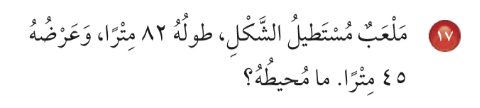 ١٧ مَلْعَبٌ مُسْتَطيلُ الشَّكْلِ، طولُهُ ٨٢ مِتْرًا، وَعَرْضُهُ
٤٥ مِتْرًا. ما مُحيطُهُ؟